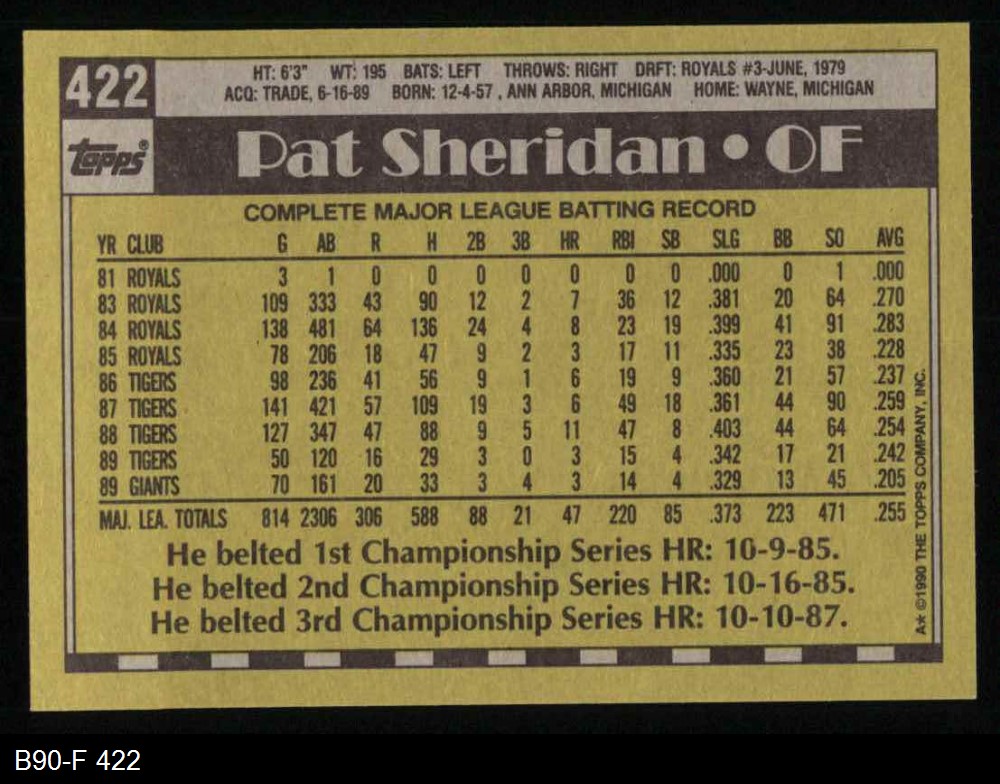 422
HT: 6'3" WT: 195 BATS: LEFT THROWS: RIGHT DRFT: ROYALS #3-JUNE, 1979
ACQ: TRADE, 6-16-89 BORN: 12-4-57 , ANN ARBOR, MICHIGAN HOME: WAYNE, MICHIGAN
topps®
Pat Sheridan • OF
COMPLETE MAJOR LEAGUE BATTING RECORD
YR CLUB G AB R H 2B 3B HR RBI SB SLG BB SO AVG
81 ROYALS 3 1 0 0 0 0 0 0 0 .000 0 1 .000
83 ROYALS 109 333 43 90 12 2 7 36 12 .381 20 64 .270
84 ROYALS 138 481 64 136 24 4 8 23 19 .399 41 91 .283
85 ROYALS 78 206 18 47 9 2 3 17 11 .335 23 38 .228
86 TIGERS 98 236 41 56 9 1 6 19 9 .360 21 57 .237
87 TIGERS 141 421 57 109 19 3 6 49 18 .361 44 90 .259
88 TIGERS 127 347 47 88 9 5 11 47 8 .403 44 64 .254
89 TIGERS 50 120 16 29 3 0 3 15 4 .342 17 21 .242
89 GIANTS 70 161 20 33 3 4 3 14 4 .329 13 45 .205
MAJ. LEA. TOTALS 814 2306 306 588 88 21 47 220 85 .373 223 471 .255
He belted 1st Championship Series HR: 10-9-85.
He belted 2nd Championship Series HR: 10-16-85.
He belted 3rd Championship Series HR: 10-10-87.
A* ©1990 THE TOPPS COMPANY, INC.
B90-F 422